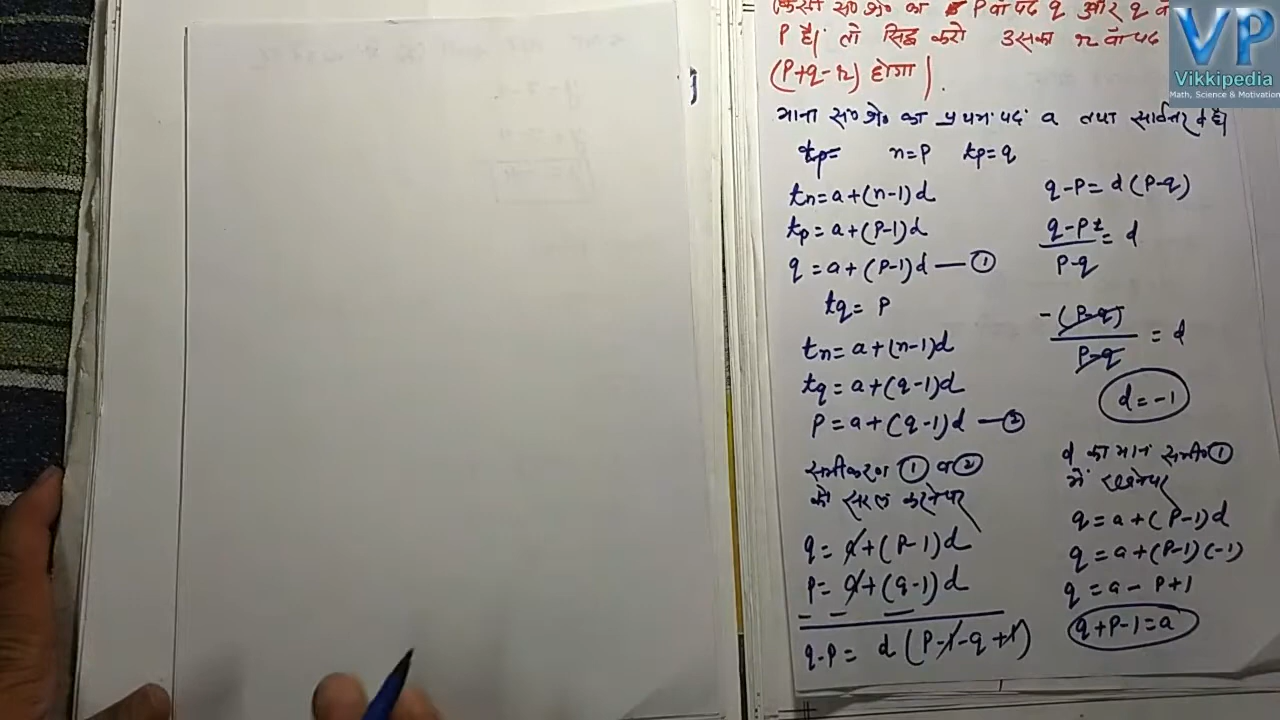 किसी स०श्रे० का P वां पद q और q वां
P है। तो सिद्ध करो उसका r वां पद
(P+q-r) होगा।
माना स०श्रे० का प्रथम पद a तथा सार्वन्तर d है।
tp= n=P tp=q
tn=a+(n-1)d
tp=a+(P-1)d
q=a+(P-1)d — ①
tq=P
tn=a+(n-1)d
tq=a+(q-1)d
P=a+(q-1)d — ②
समीकरण ① व ②
को सरल करने पर
q=a+(P-1)d
P=a+(q-1)d
- - -
q-P= d(P-1-q+1)
q-P=d(P-q)
q-P = d
P-q
-(P-q) = d
P-q
d=-1
d का मान समी० ①
में रखने पर
q=a+(P-1)d
q=a+(P-1)(-1)
q=a-P+1
q+P-1=a
VP
Vikkipedia
Math, Science & Motivation